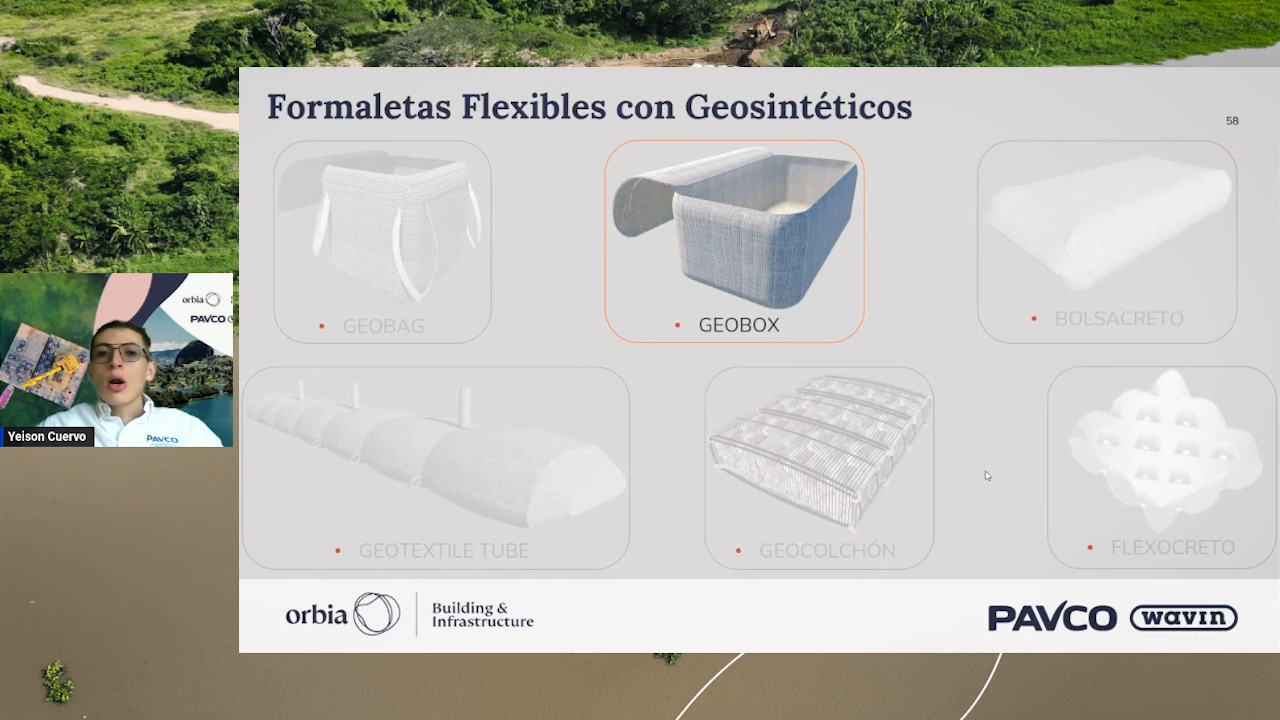 Formaletas Flexibles con Geosintéticos
58
• GEOBAG
• GEOBOX
• BOLSACRETO
• GEOTEXTILE TUBE
• GEOCOLCHÓN
• FLEXOCRETO
orbia
Building &
Infrastructure
PAVCO wavin
orbia
PAVCO
PAVCO
Yeison Cuervo